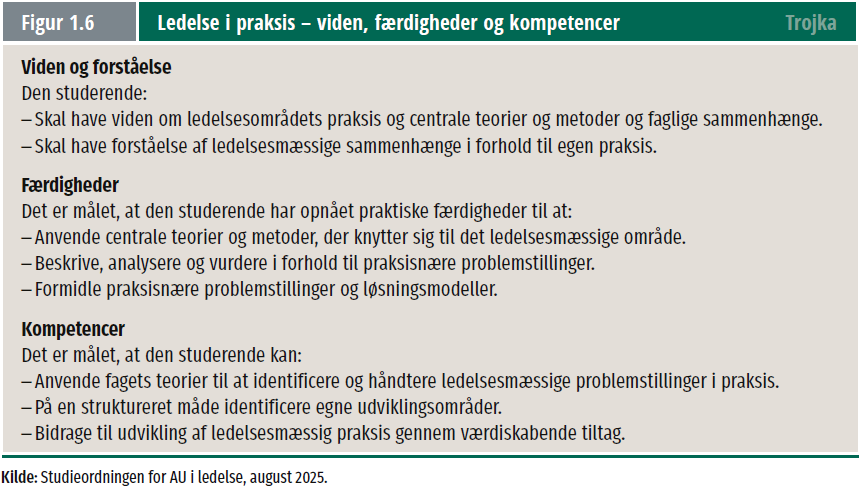 Figur 1.6 Ledelse i praksis – viden, færdigheder og kompetencer Trojka
Viden og forståelse
Den studerende:
– Skal have viden om ledelsesområdets praksis og centrale teorier og metoder og faglige sammenhænge.
– Skal have forståelse af ledelsesmæssige sammenhænge i forhold til egen praksis.
Færdigheder
Det er målet, at den studerende har opnået praktiske færdigheder til at:
– Anvende centrale teorier og metoder, der knytter sig til det ledelsesmæssige område.
– Beskrive, analysere og vurdere i forhold til praksisnære problemstillinger.
– Formidle praksisnære problemstillinger og løsningsmodeller.
Kompetencer
Det er målet, at den studerende kan:
– Anvende fagets teorier til at identificere og håndtere ledelsesmæssige problemstillinger i praksis.
– På en struktureret måde identificere egne udviklingsområder.
– Bidrage til udvikling af ledelsesmæssig praksis gennem værdiskabende tiltag.
Kilde: Studieordningen for AU i ledelse, august 2025.